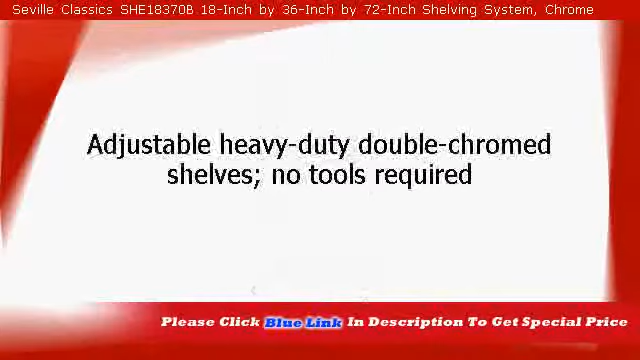 Seville Classics SHE18370B 18-Inch by 36-Inch by 72-Inch Shelving System, Chrome
Adjustable heavy-duty double-chromed
shelves; no tools required
Please Click Blue Link In Description To Get Special Price